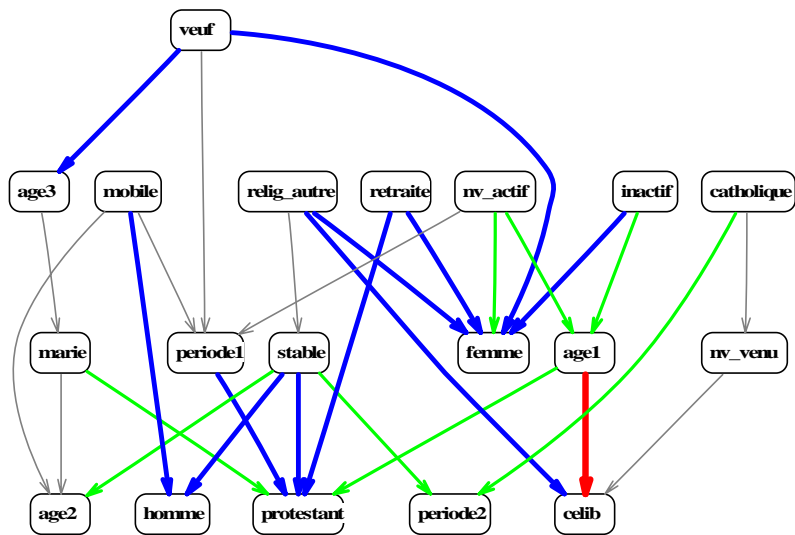 veuf
age3 mobile relig_autre retraite nv_actif inactif catholique
marie periode1 stable femme age1 nv_venu
age2 homme protestant periode2 celib